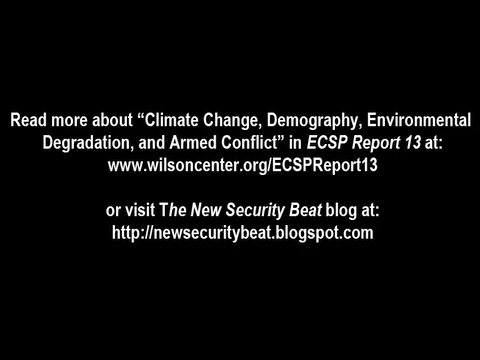 Read more about “Climate Change, Demography, Environmental
Degradation, and Armed Conflict” in ECSP Report 13 at:
www.wilsoncenter.org/ECSPReport13
or visit The New Security Beat blog at:
http://newsecuritybeat.blogspot.com